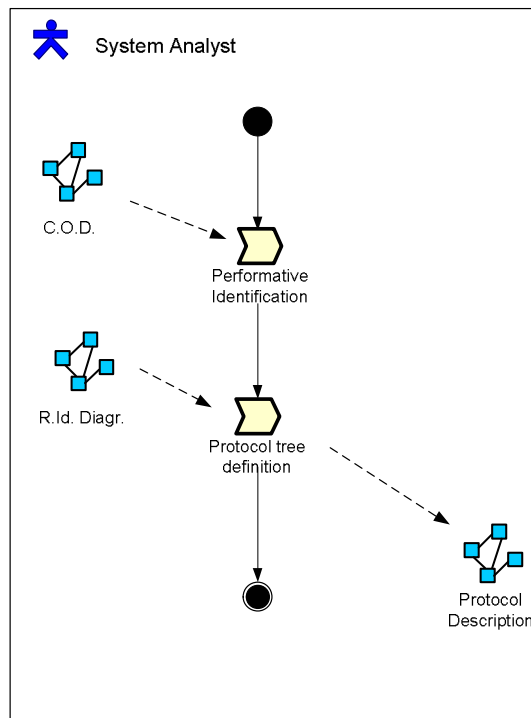 System Analyst
C.O.D.
Performative
Identification
R.Id. Diagr.
Protocol tree
definition
Protocol
Description